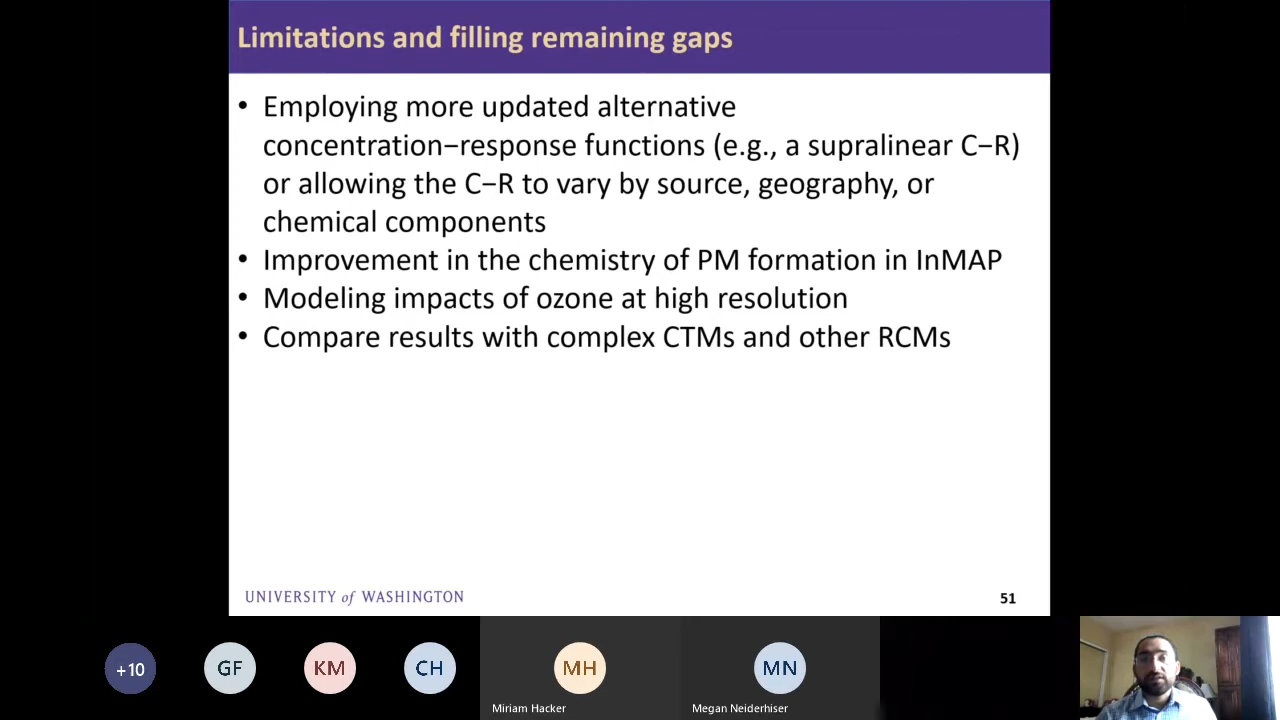 Limitations and filling remaining gaps
• Employing more updated alternative
concentration−response functions (e.g., a supralinear C−R)
or allowing the C−R to vary by source, geography, or
chemical components
• Improvement in the chemistry of PM formation in InMAP
• Modeling impacts of ozone at high resolution
• Compare results with complex CTMs and other RCMs
UNIVERSITY of WASHINGTON
51
+10
GF
KM
CH
MH
MN
Miriam Hacker
Megan Neiderhiser